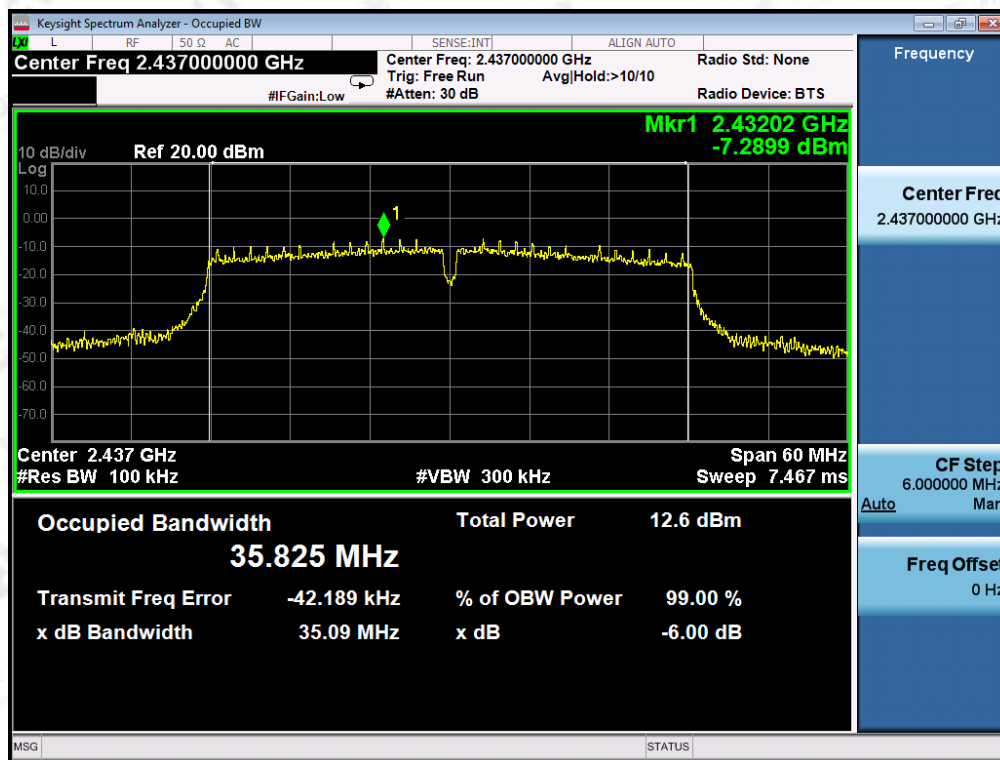 Keysight Spectrum Analyzer - Occupied BW
LXI L RF 50 Ω AC SENSE:INT ALIGN AUTO
Center Freq 2.437000000 GHz
Center Freq: 2.437000000 GHz Radio Std: None
Trig: Free Run Avg|Hold:>10/10
#IFGain:Low #Atten: 30 dB Radio Device: BTS
Mkr1 2.43202 GHz
-7.2899 dBm
10 dB/div Ref 20.00 dBm
Log
10.0
0.00
-10.0
-20.0
-30.0
-40.0
-50.0
-60.0
-70.0
1
Center 2.437 GHz Span 60 MHz
#Res BW 100 kHz #VBW 300 kHz Sweep 7.467 ms
Occupied Bandwidth Total Power 12.6 dBm
35.825 MHz
Transmit Freq Error -42.189 kHz % of OBW Power 99.00 %
x dB Bandwidth 35.09 MHz x dB -6.00 dB
MSG STATUS
Frequency
Center Freq
2.437000000 GHz
CF Step
6.000000 MHz
Auto Man
Freq Offset
0 Hz